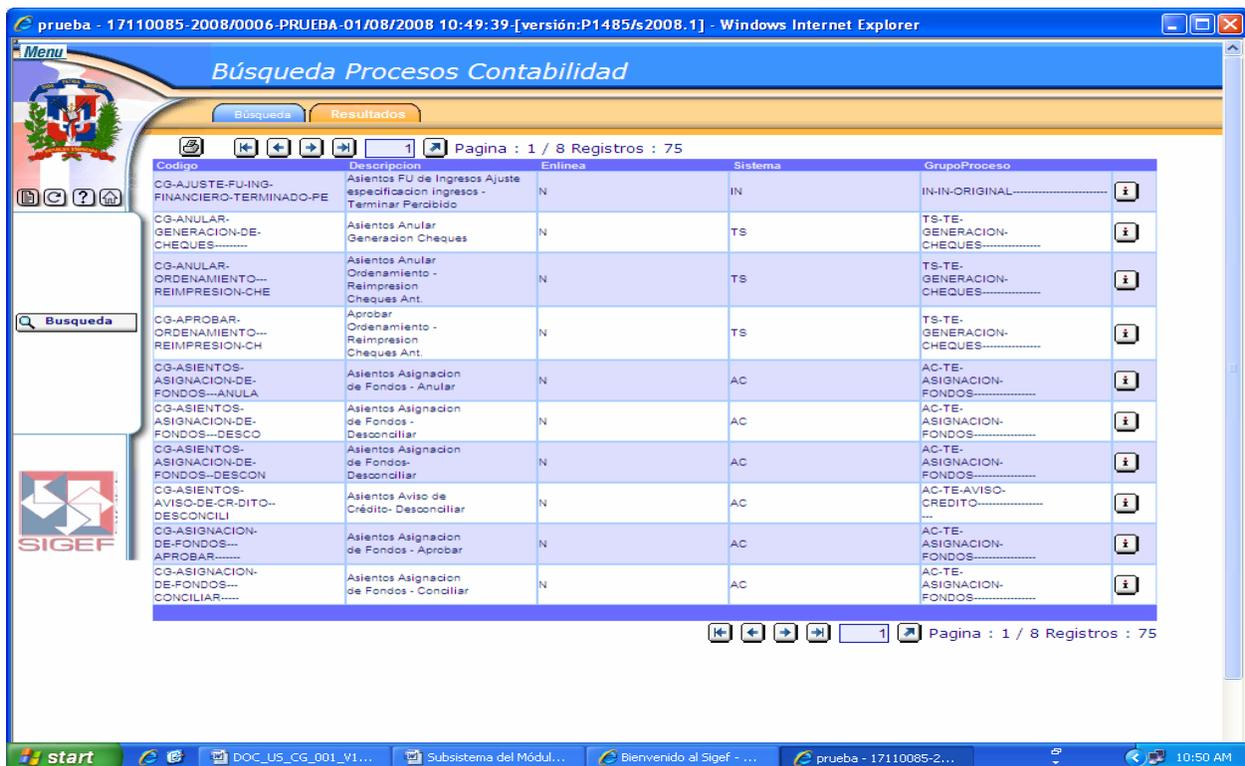 prueba - 17110085-2008/0006-PRUEBA-01/08/2008 10:49:39-[versión:P1485/s2008.1] - Windows Internet Explorer
Menu
Búsqueda Procesos Contabilidad
Búsqueda Resultados
1 Pagina : 1 / 8 Registros : 75
Codigo Descripcion Enlinea Sistema GrupoProceso
CG-AJUSTE-FU-ING-
FINANCIERO-TERMINADO-PE
Asientos FU de Ingresos Ajuste
especificacion ingresos -
Terminar Percibido
N
IN
IN-IN-ORIGINAL--------------------------
CG-ANULAR-
GENERACION-DE-
CHEQUES---------
Asientos Anular
Generacion Cheques
N
TS
TS-TE-
GENERACION-
CHEQUES----------------
CG-ANULAR-
ORDENAMIENTO---
REIMPRESION-CHE
Asientos Anular
Ordenamiento -
Reimpresion
Cheques Ant.
N
TS
TS-TE-
GENERACION-
CHEQUES----------------
CG-APROBAR-
ORDENAMIENTO---
REIMPRESION-CH
Aprobar
Ordenamiento -
Reimpresion
Cheques Ant.
N
TS
TS-TE-
GENERACION-
CHEQUES----------------
CG-ASIENTOS-
ASIGNACION-DE-
FONDOS---ANULA
Asientos Asignacion
de Fondos - Anular
N
AC
AC-TE-
ASIGNACION-
FONDOS-----------------
CG-ASIENTOS-
ASIGNACION-DE-
FONDOS---DESCO
Asientos Asignacion
de Fondos -
Desconciliar
N
AC
AC-TE-
ASIGNACION-
FONDOS-----------------
CG-ASIENTOS-
ASIGNACION-DE-
FONDOS--DESCON
Asientos Asignacion
de Fondos-
Desconciliar
N
AC
AC-TE-
ASIGNACION-
FONDOS-----------------
CG-ASIENTOS-
AVISO-DE-CR-DITO--
DESCONCILI
Asientos Aviso de
Crédito- Desconciliar
N
AC
AC-TE-AVISO-
CREDITO------------------
---
CG-ASIGNACION-
DE-FONDOS---
APROBAR-------
Asientos Asignacion
de Fondos - Aprobar
N
AC
AC-TE-
ASIGNACION-
FONDOS-----------------
CG-ASIGNACION-
DE-FONDOS---
CONCILIAR-----
Asientos Asignacion
de Fondos - Conciliar
N
AC
AC-TE-
ASIGNACION-
FONDOS-----------------
1 Pagina : 1 / 8 Registros : 75
Busqueda
SIGEF
start
DOC_US_CG_001_V1...
Subsistema del Módul...
Bienvenido al Sigef - ...
prueba - 17110085-2...
10:50 AM